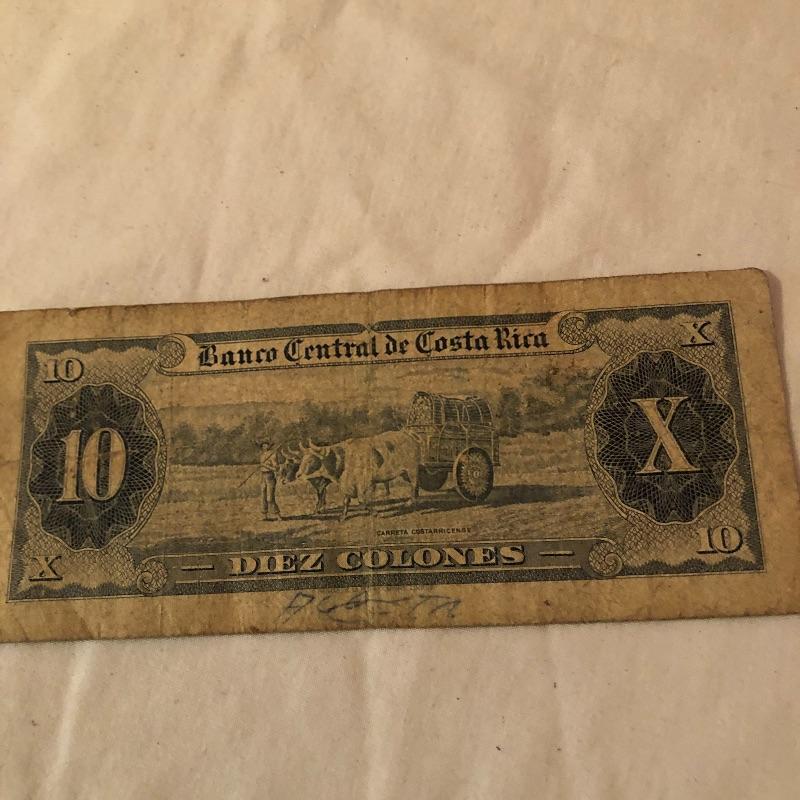 Banco Central de Costa Rica
10 X
10 X
CARRETA COSTARRICENSE
X 10
— DIEZ COLONES —